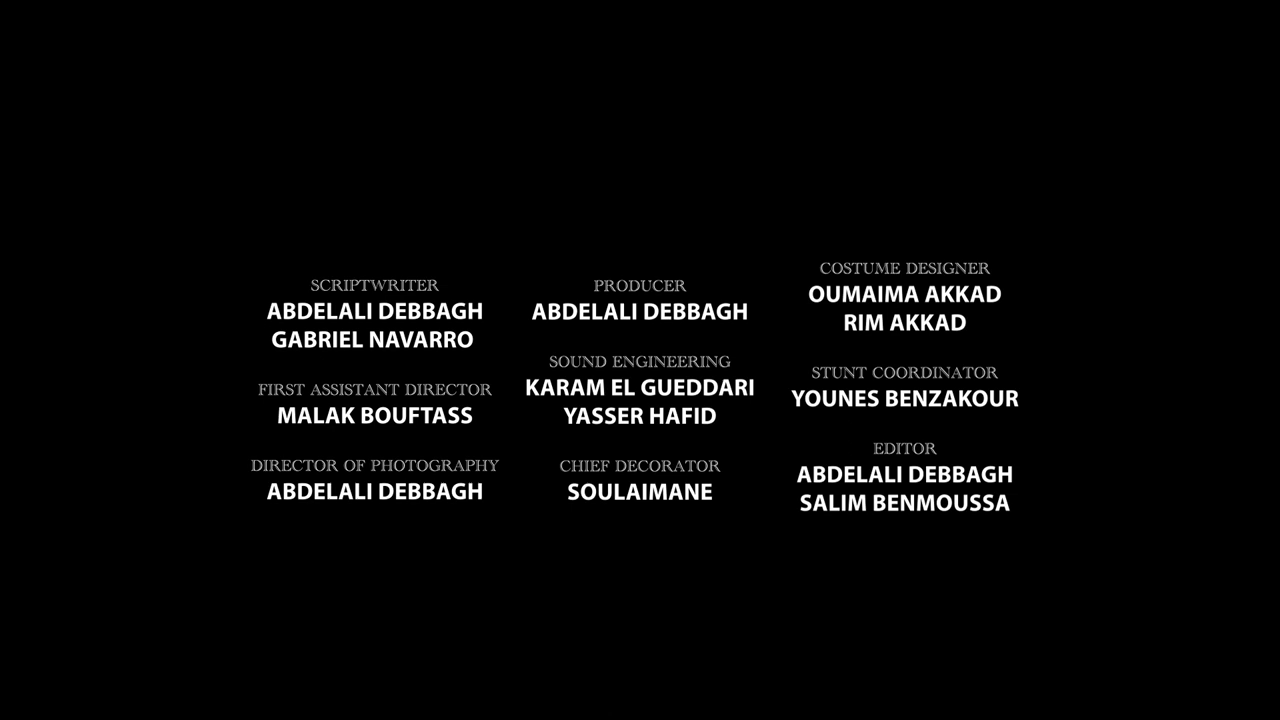 SCRIPTWRITER
ABDELALI DEBBAGH
GABRIEL NAVARRO
FIRST ASSISTANT DIRECTOR
MALAK BOUFTASS
DIRECTOR OF PHOTOGRAPHY
ABDELALI DEBBAGH
PRODUCER
ABDELALI DEBBAGH
SOUND ENGINEERING
KARAM EL GUEDDARI
YASSER HAFID
CHIEF DECORATOR
SOULAIMANE
COSTUME DESIGNER
OUMAIMA AKKAD
RIM AKKAD
STUNT COORDINATOR
YOUNES BENZAKOUR
EDITOR
ABDELALI DEBBAGH
SALIM BENMOUSSA